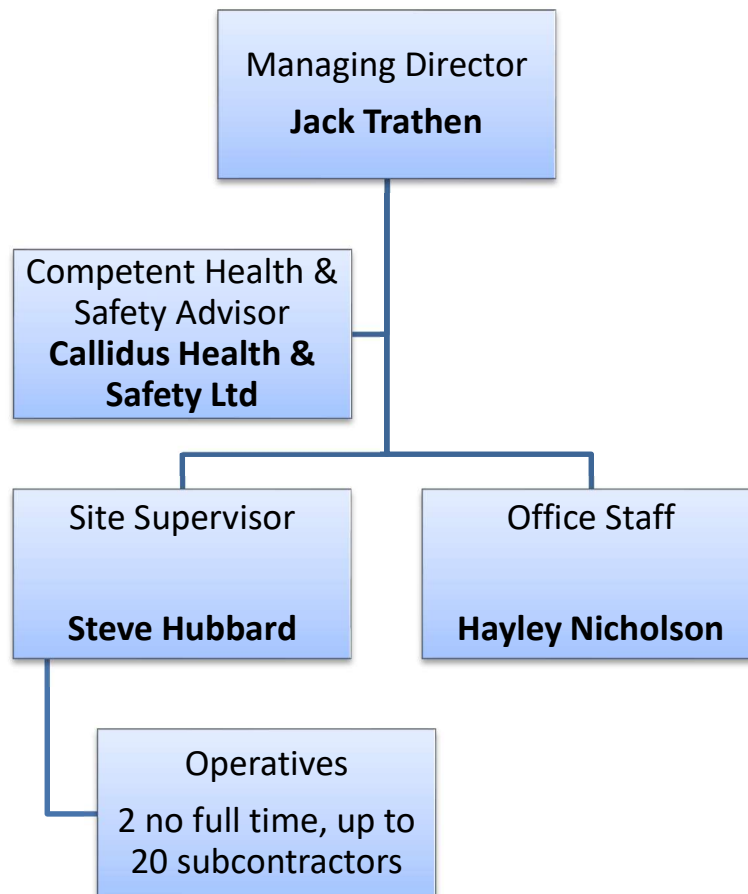 Managing Director
Jack Trathen
Competent Health &
Safety Advisor
Callidus Health &
Safety Ltd
Site Supervisor
Steve Hubbard
Office Staff
Hayley Nicholson
Operatives
2 no full time, up to
20 subcontractors